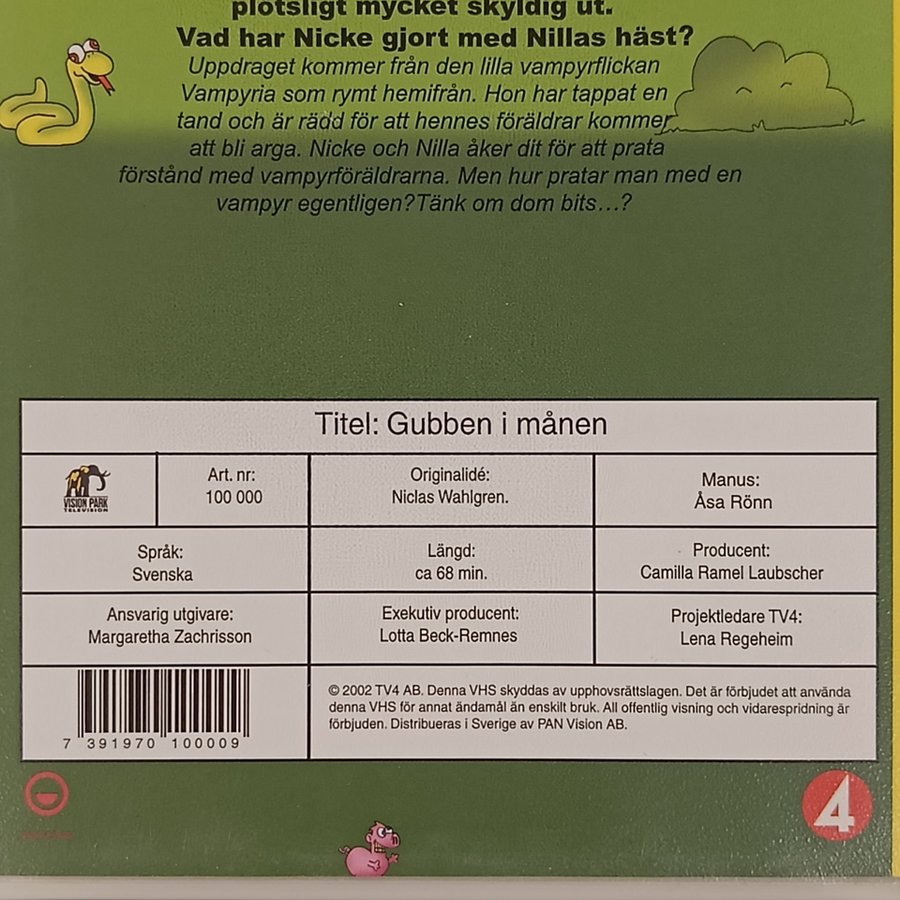 plötsligt mycket skyldig ut.
Vad har Nicke gjort med Nillas häst?
Uppdraget kommer från den lilla vampyrflickan
Vampyria som rymt hemifrån. Hon har tappat en
tand och är rädd för att hennes föräldrar kommer
att bli arga. Nicke och Nilla åker dit för att prata
förstånd med vampyrföräldrarna. Men hur pratar man med en
vampyr egentligen?Tänk om dom bits...?
Titel: Gubben i månen
VISION PARK
TELEVISION
Art. nr:
100 000
Originalidé:
Niclas Wahlgren.
Manus:
Åsa Rönn
Språk:
Svenska
Längd:
ca 68 min.
Producent:
Camilla Ramel Laubscher
Ansvarig utgivare:
Margaretha Zachrisson
Exekutiv producent:
Lotta Beck-Remnes
Projektledare TV4:
Lena Regeheim
7 391970 100009
© 2002 TV4 AB. Denna VHS skyddas av upphovsrättslagen. Det är förbjudet att använda
denna VHS för annat ändamål än enskilt bruk. All offentlig visning och vidarespridning är
förbjuden. Distribueras i Sverige av PAN Vision AB.
4